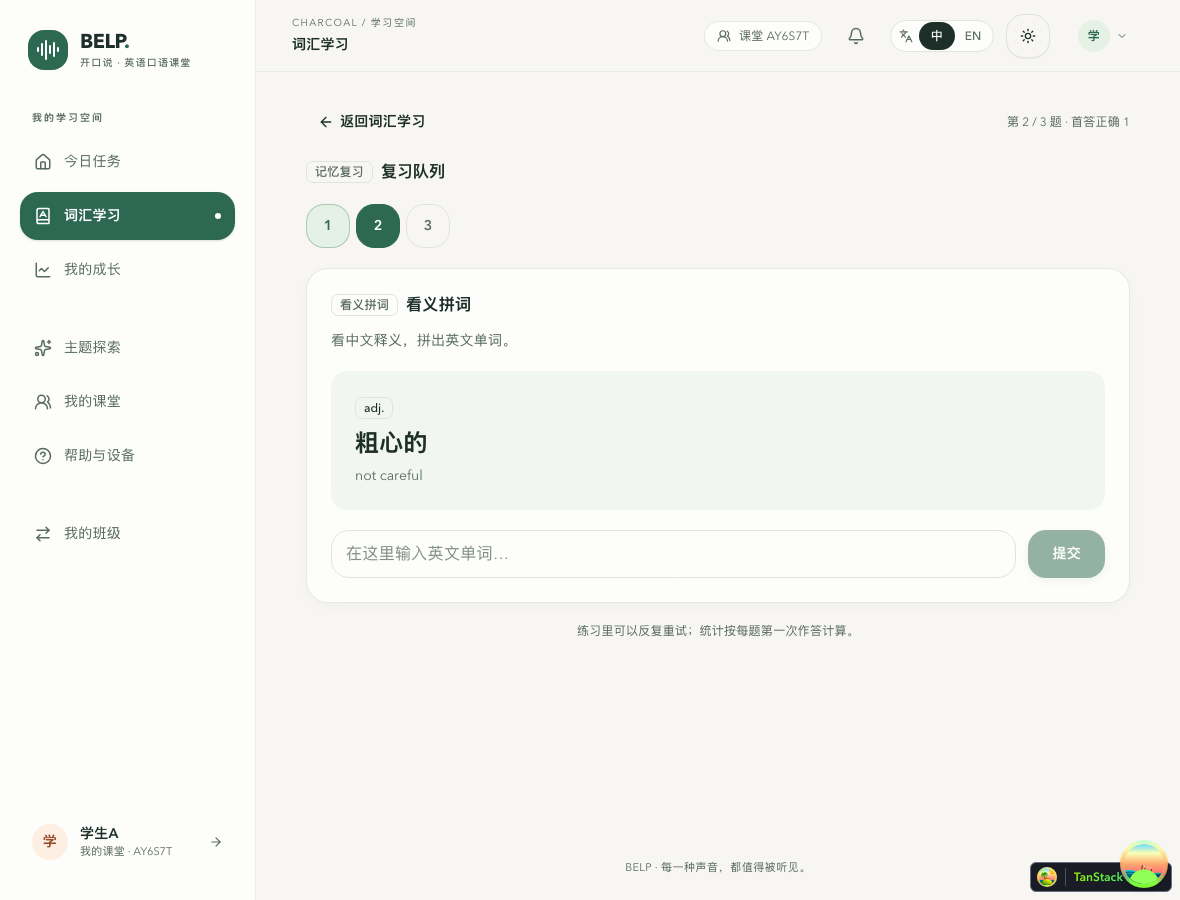 BELP.
开口说 · 英语口语课堂
我的学习空间
今日任务
词汇学习
我的成长
主题探索
我的课堂
帮助与设备
我的班级
学
学生A
我的课堂 · AY6S7T
CHARCOAL / 学习空间
词汇学习
课堂 AY6S7T
中
EN
学
返回词汇学习
第 2 / 3 题 · 首答正确 1
记忆复习
复习队列
1
2
3
看义拼词
看义拼词
看中文释义，拼出英文单词。
adj.
粗心的
not careful
在这里输入英文单词...
提交
练习里可以反复重试；统计按每题第一次作答计算。
BELP · 每一种声音，都值得被听见。
TanStack